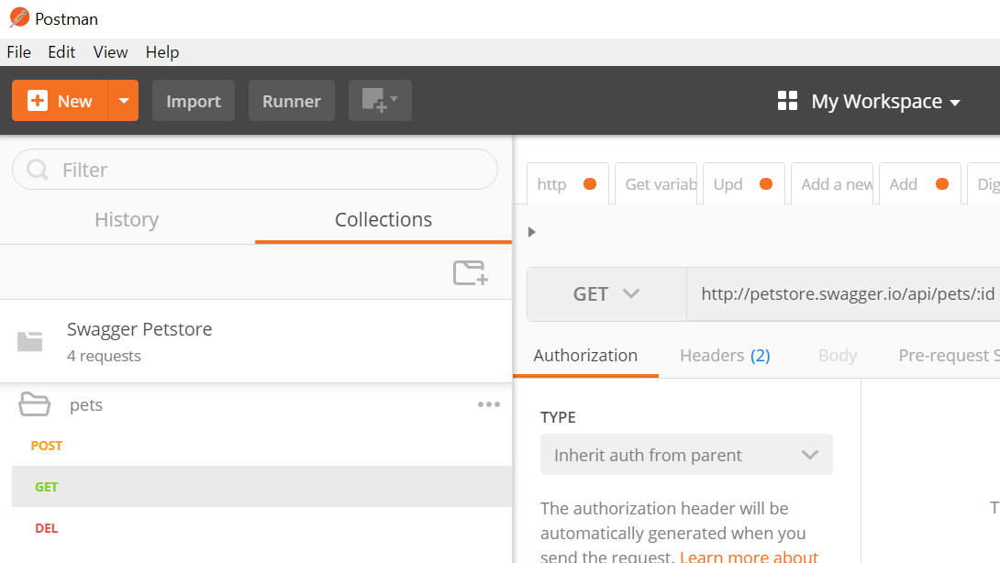 Postman
File Edit View Help
New Import Runner My Workspace
Filter
History Collections
http Get variab Upd Add a new Add Dig
GET http://petstore.swagger.io/api/pets/:id
Swagger Petstore
4 requests
Authorization Headers (2) Body Pre-request S
pets
POST
GET
DEL
TYPE
Inherit auth from parent
The authorization header will be
automatically generated when you
send the request. Learn more about
T